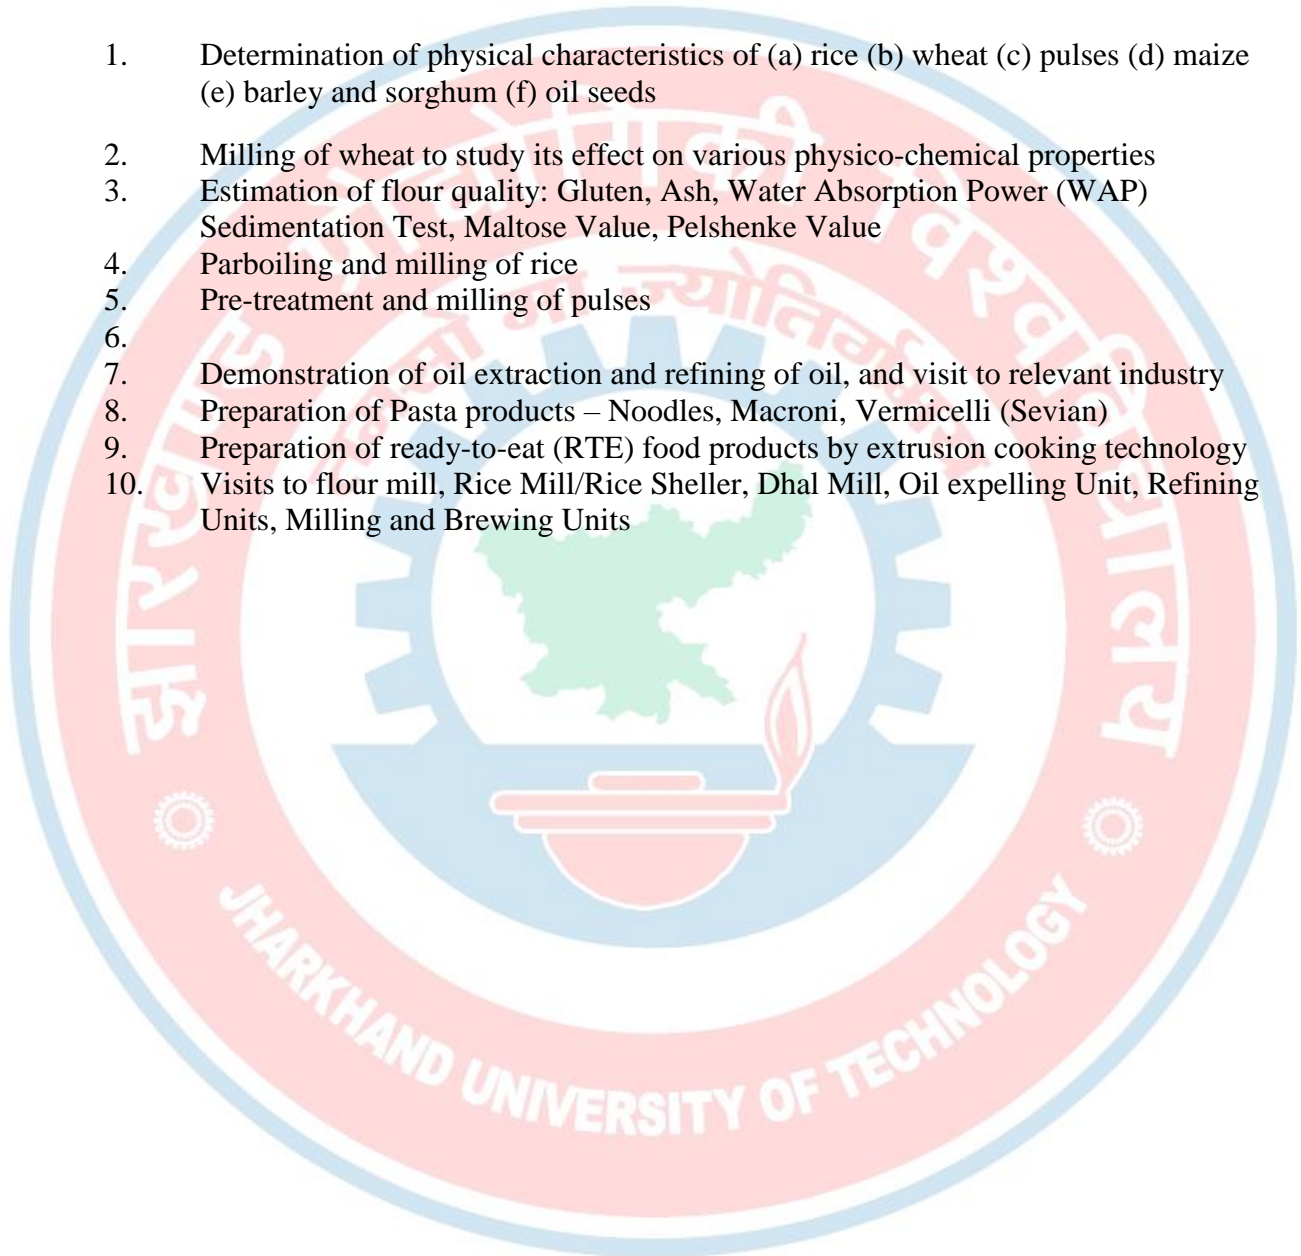 1. Determination of physical characteristics of (a) rice (b) wheat (c) pulses (d) maize
(e) barley and sorghum (f) oil seeds
2. Milling of wheat to study its effect on various physico-chemical properties
3. Estimation of flour quality: Gluten, Ash, Water Absorption Power (WAP)
Sedimentation Test, Maltose Value, Pelshenke Value
4. Parboiling and milling of rice
5. Pre-treatment and milling of pulses
6.
7. Demonstration of oil extraction and refining of oil, and visit to relevant industry
8. Preparation of Pasta products – Noodles, Macroni, Vermicelli (Sevian)
9. Preparation of ready-to-eat (RTE) food products by extrusion cooking technology
10. Visits to flour mill, Rice Mill/Rice Sheller, Dhal Mill, Oil expelling Unit, Refining
Units, Milling and Brewing Units
झारखण्ड प्रौद्योगिकी विश्वविद्यालय
तमसो मा ज्योतिर्गमय
JHARKHAND UNIVERSITY OF TECHNOLOGY